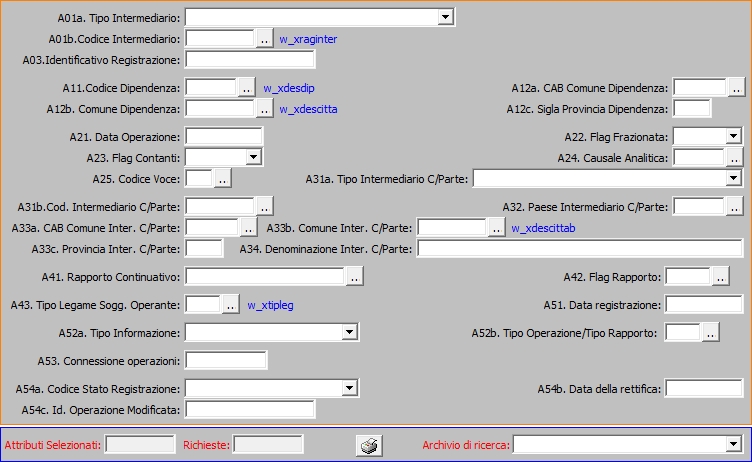 A01a. Tipo Intermediario:
A01b.Codice Intermediario: .. w_xraginter
A03.Identificativo Registrazione:
A11.Codice Dipendenza: .. w_xdesdip A12a. CAB Comune Dipendenza: ..
A12b. Comune Dipendenza: .. w_xdescitta A12c. Sigla Provincia Dipendenza:
A21. Data Operazione: A22. Flag Frazionata:
A23. Flag Contanti: A24. Causale Analitica: ..
A25. Codice Voce: .. A31a. Tipo Intermediario C/Parte:
A31b.Cod. Intermediario C/Parte: .. A32. Paese Intermediario C/Parte: ..
A33a. CAB Comune Inter. C/Parte: .. A33b. Comune Inter. C/Parte: .. w_xdescittab
A33c. Provincia Inter. C/Parte: A34. Denominazione Inter. C/Parte:
A41. Rapporto Continuativo: .. A42. Flag Rapporto: ..
A43. Tipo Legame Sogg. Operante: .. w_xtipleg A51. Data registrazione:
A52a. Tipo Informazione: A52b. Tipo Operazione/Tipo Rapporto: ..
A53. Connessione operazioni:
A54a. Codice Stato Registrazione: A54b. Data della rettifica:
A54c. Id. Operazione Modificata:
Attributi Selezionati: Richieste: Archivio di ricerca: